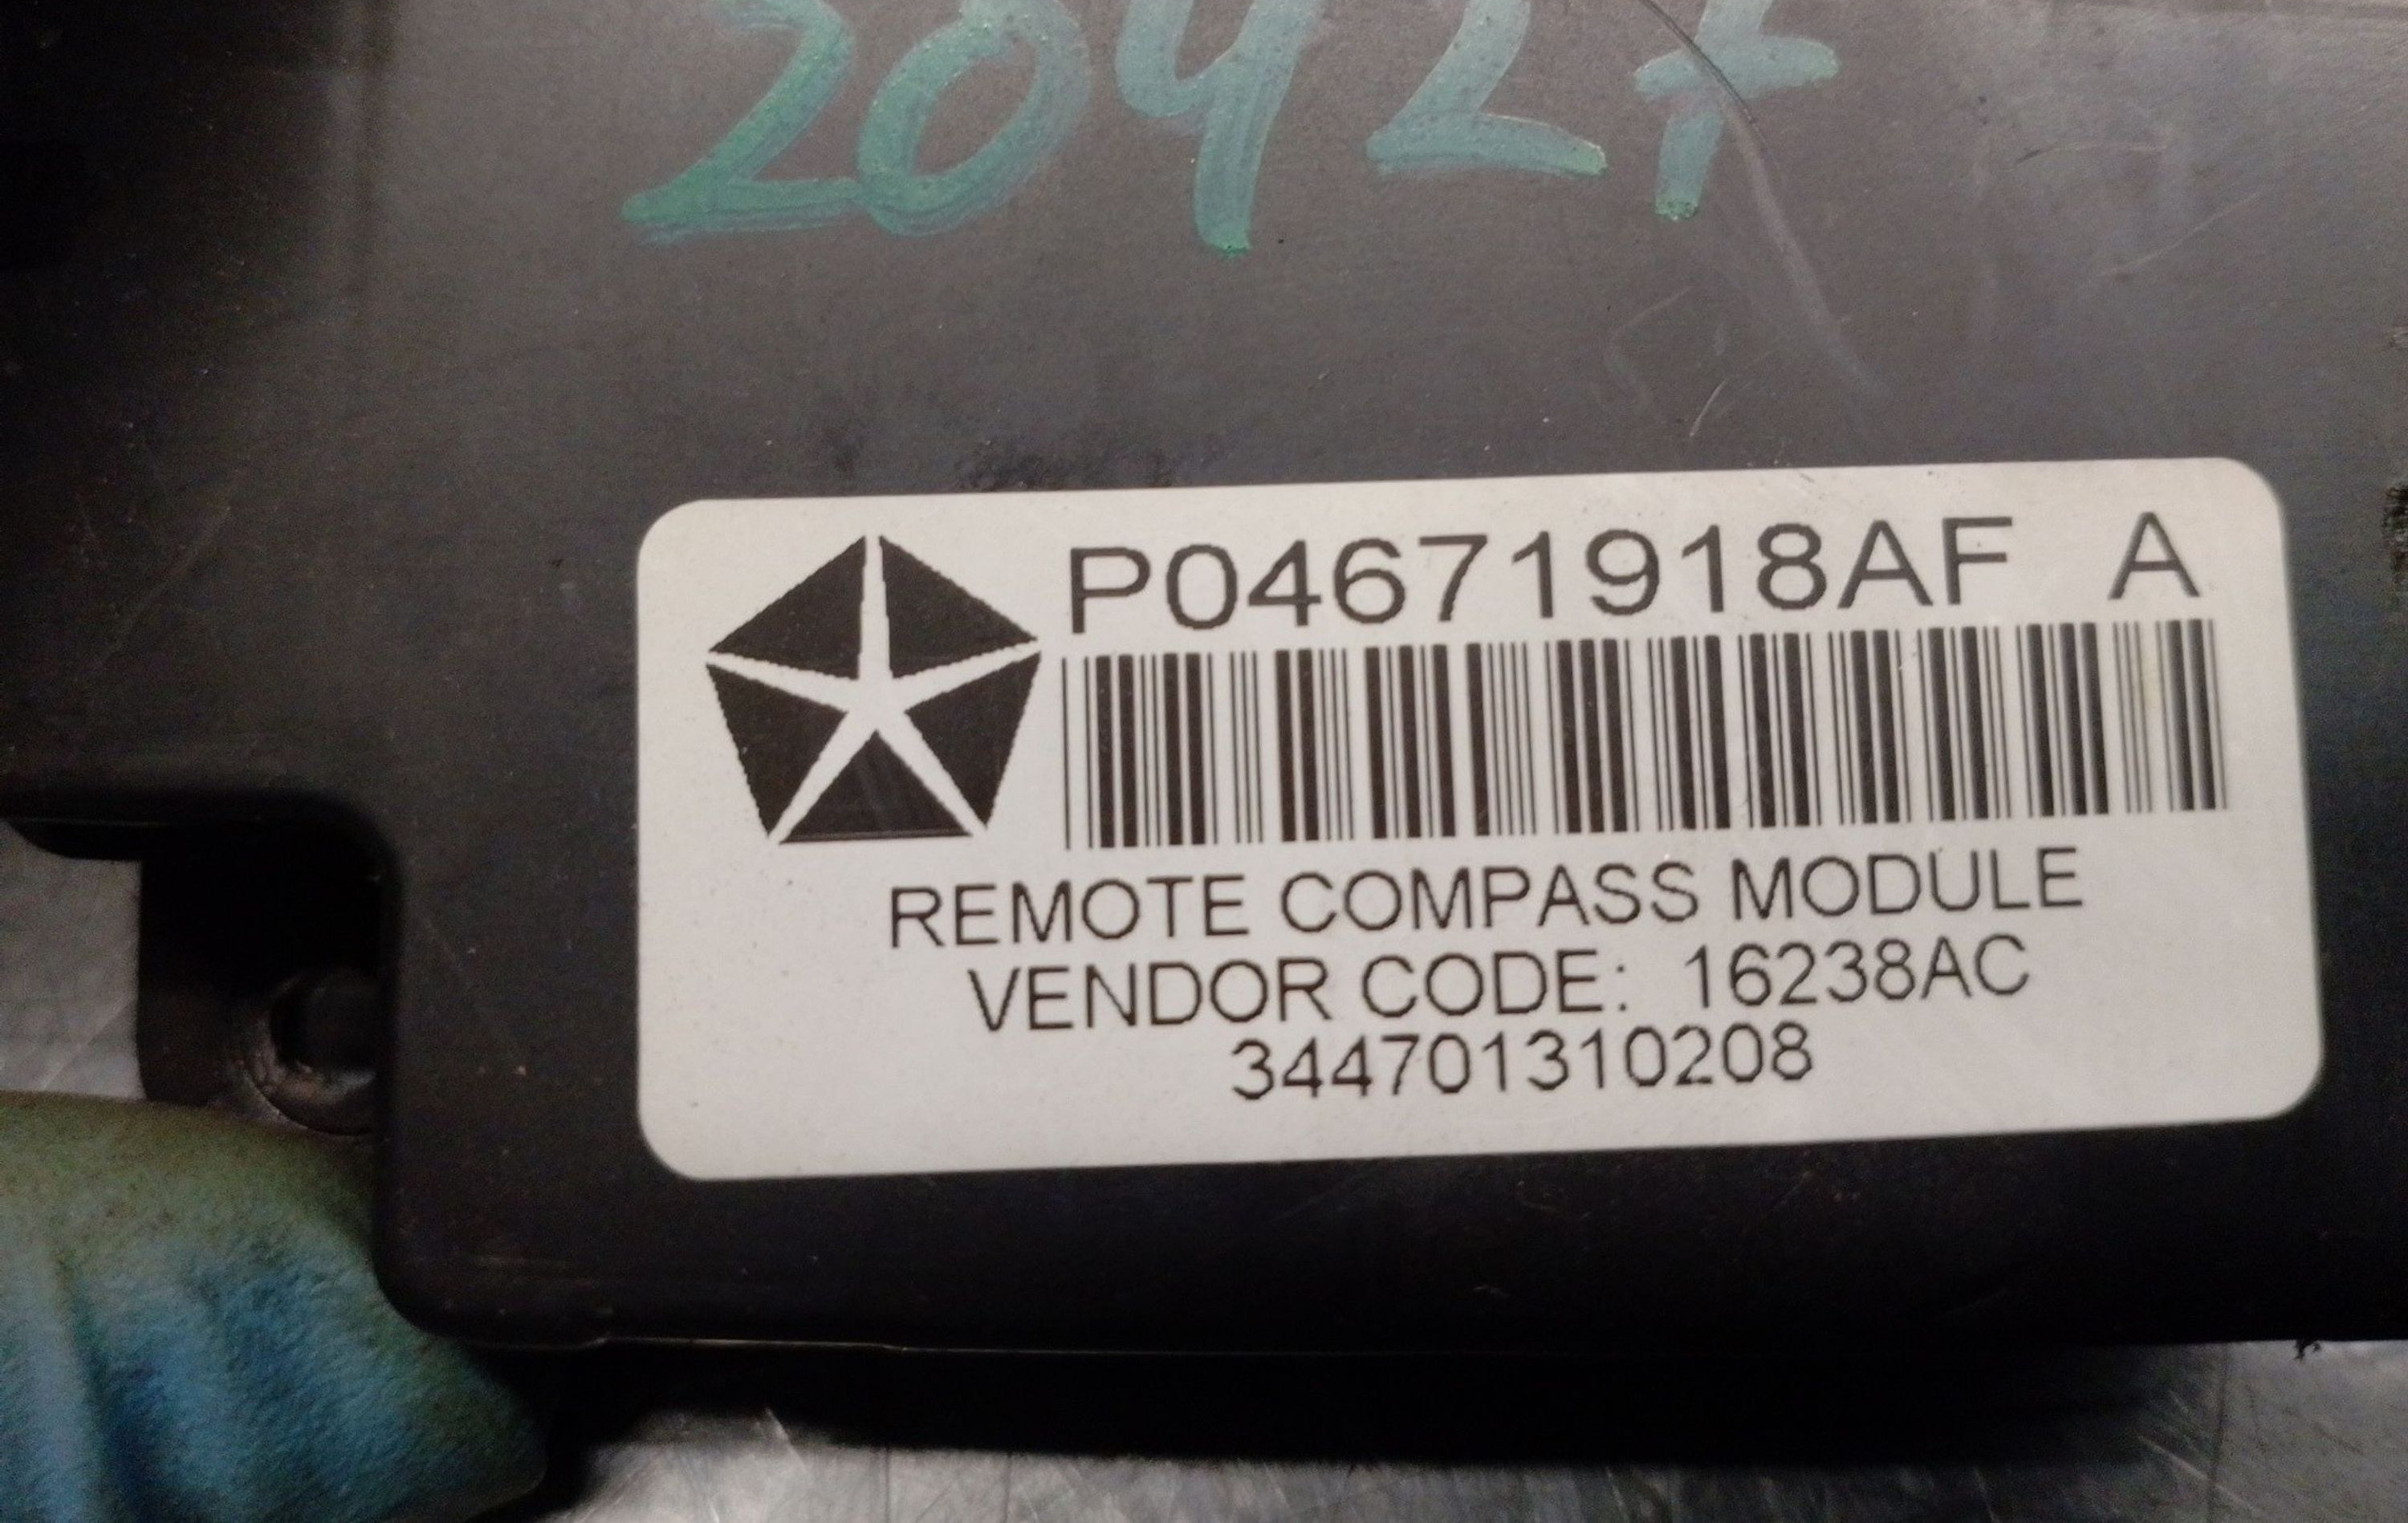 20427
P04671918AF A
REMOTE COMPASS MODULE
VENDOR CODE: 16238AC
344701310208